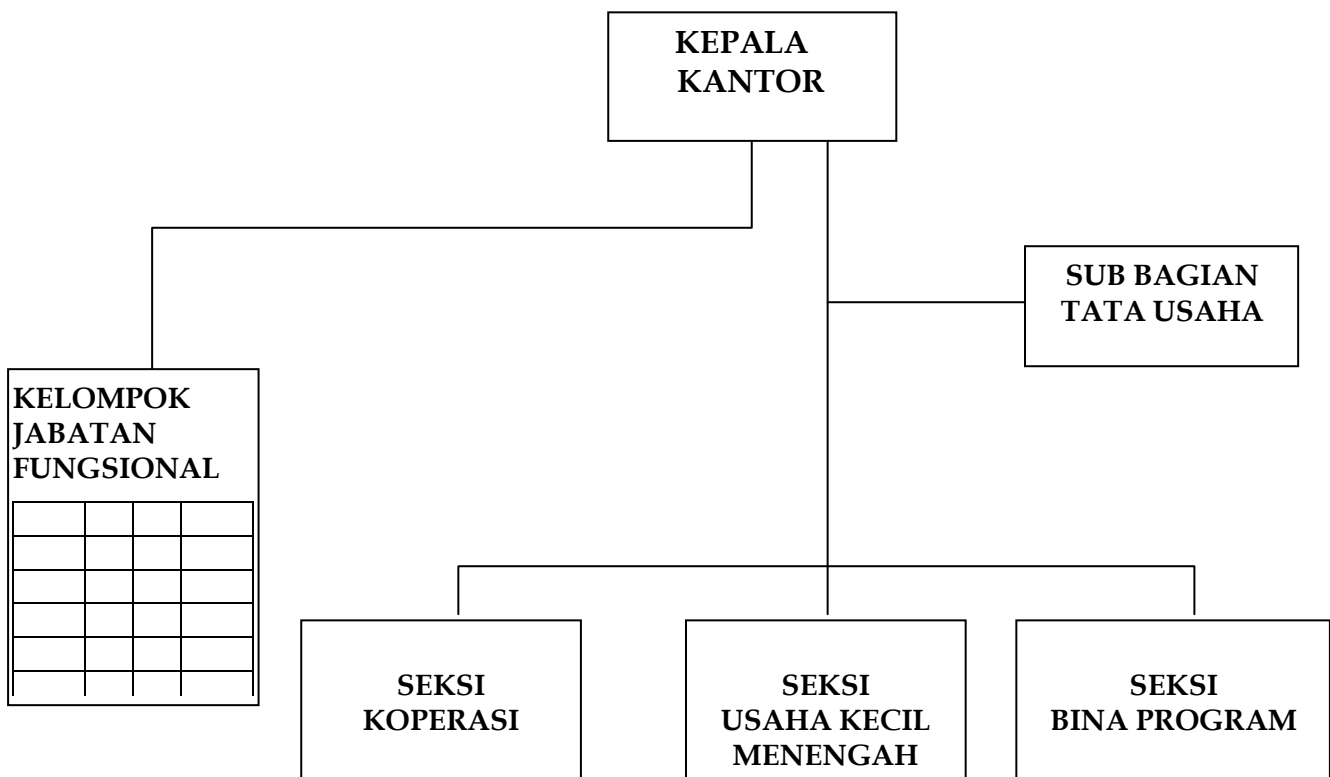 KEPALA
KANTOR
SUB BAGIAN
TATA USAHA
KELOMPOK
JABATAN
FUNGSIONAL
SEKSI
KOPERASI
SEKSI
USAHA KECIL
MENENGAH
SEKSI
BINA PROGRAM